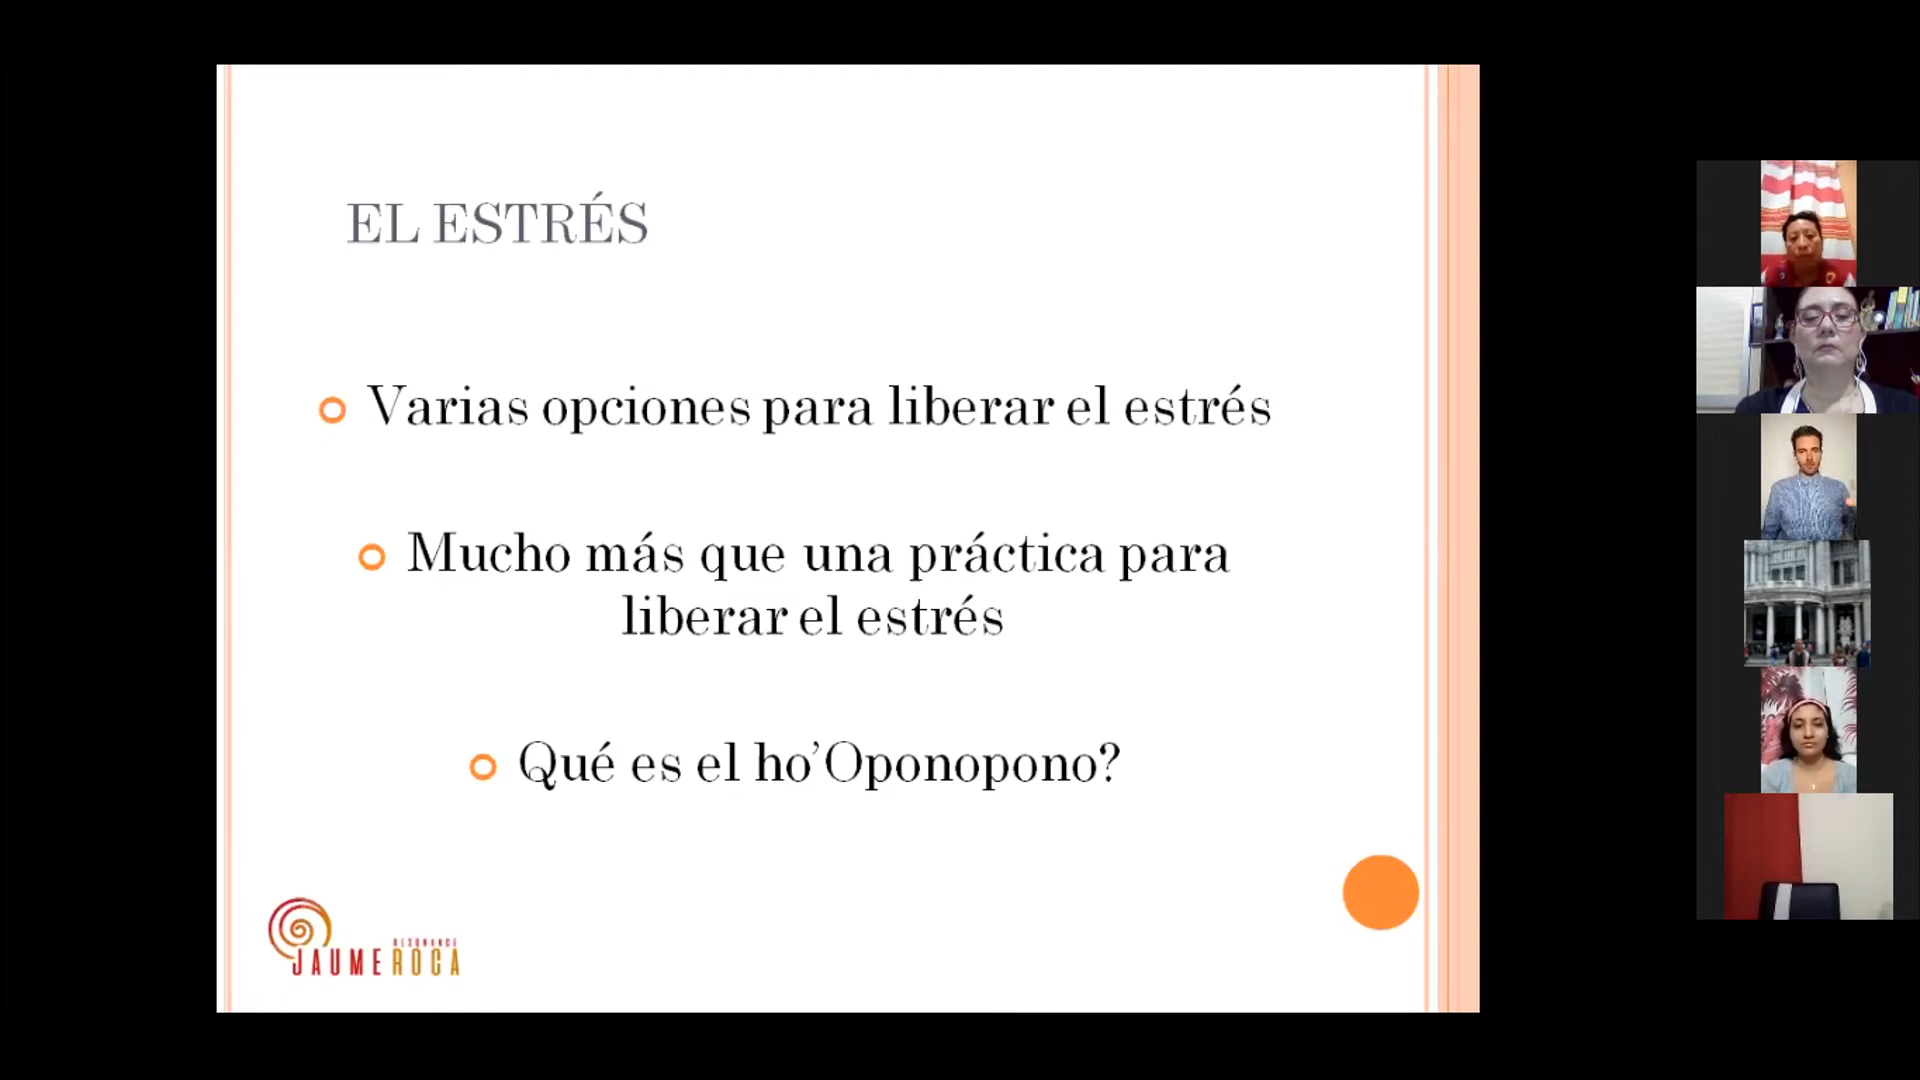 EL ESTRÉS
Varias opciones para liberar el estrés
Mucho más que una práctica para
liberar el estrés
Qué es el ho’Oponopono?
RESONANCE
JAUME ROCA